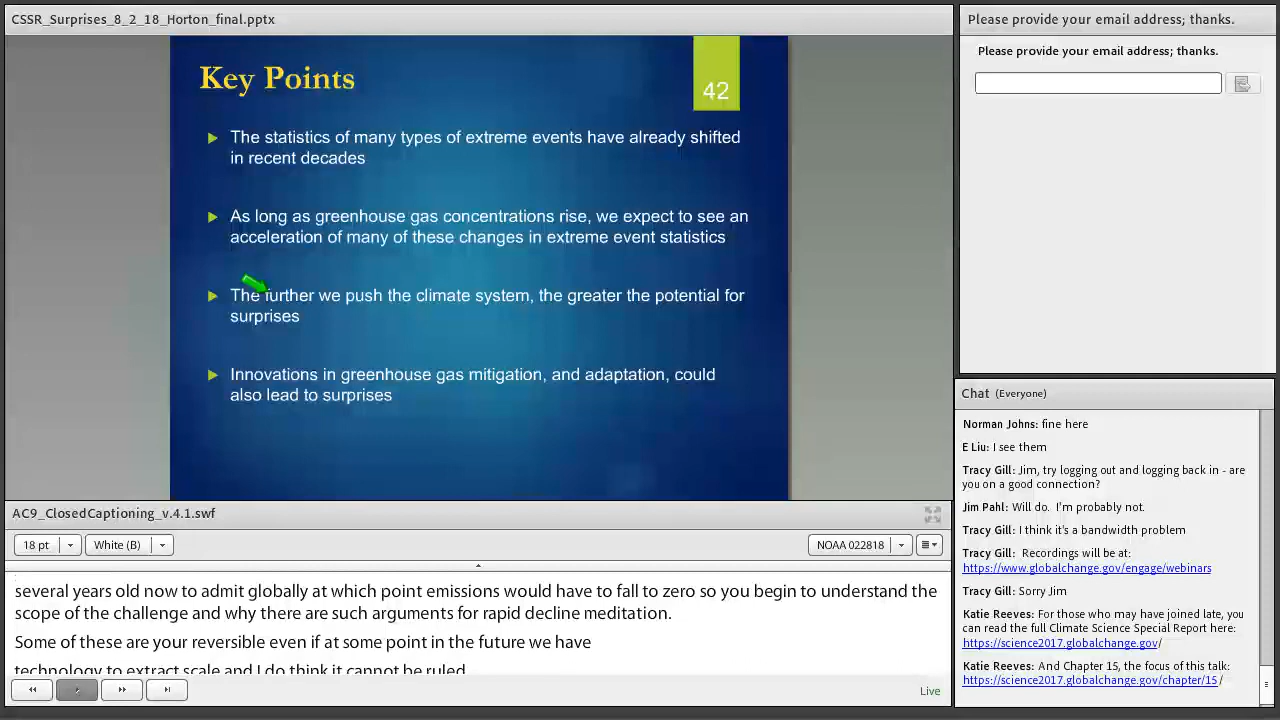 CSSR_Surprises_8_2_18_Horton_final.pptx
Key Points
42
The statistics of many types of extreme events have already shifted
in recent decades
As long as greenhouse gas concentrations rise, we expect to see an
acceleration of many of these changes in extreme event statistics
The further we push the climate system, the greater the potential for
surprises
Innovations in greenhouse gas mitigation, and adaptation, could
also lead to surprises
AC9_ClosedCaptioning_v.4.1.swf
18 pt
White (B)
NOAA 022818
several years old now to admit globally at which point emissions would have to fall to zero so you begin to understand the
scope of the challenge and why there are such arguments for rapid decline meditation.
Some of these are your reversible even if at some point in the future we have
technology to extract scale and I do think it cannot be ruled
Live
Please provide your email address; thanks.
Please provide your email address; thanks.
Chat (Everyone)
Norman Johns: fine here
E Liu: I see them
Tracy Gill: Jim, try logging out and logging back in - are
you on a good connection?
Jim Pahl: Will do. I'm probably not.
Tracy Gill: I think it's a bandwidth problem
Tracy Gill: Recordings will be at:
https://www.globalchange.gov/engage/webinars
Tracy Gill: Sorry Jim
Katie Reeves: For those who may have joined late, you
can read the full Climate Science Special Report here:
https://science2017.globalchange.gov/
Katie Reeves: And Chapter 15, the focus of this talk:
https://science2017.globalchange.gov/chapter/15/